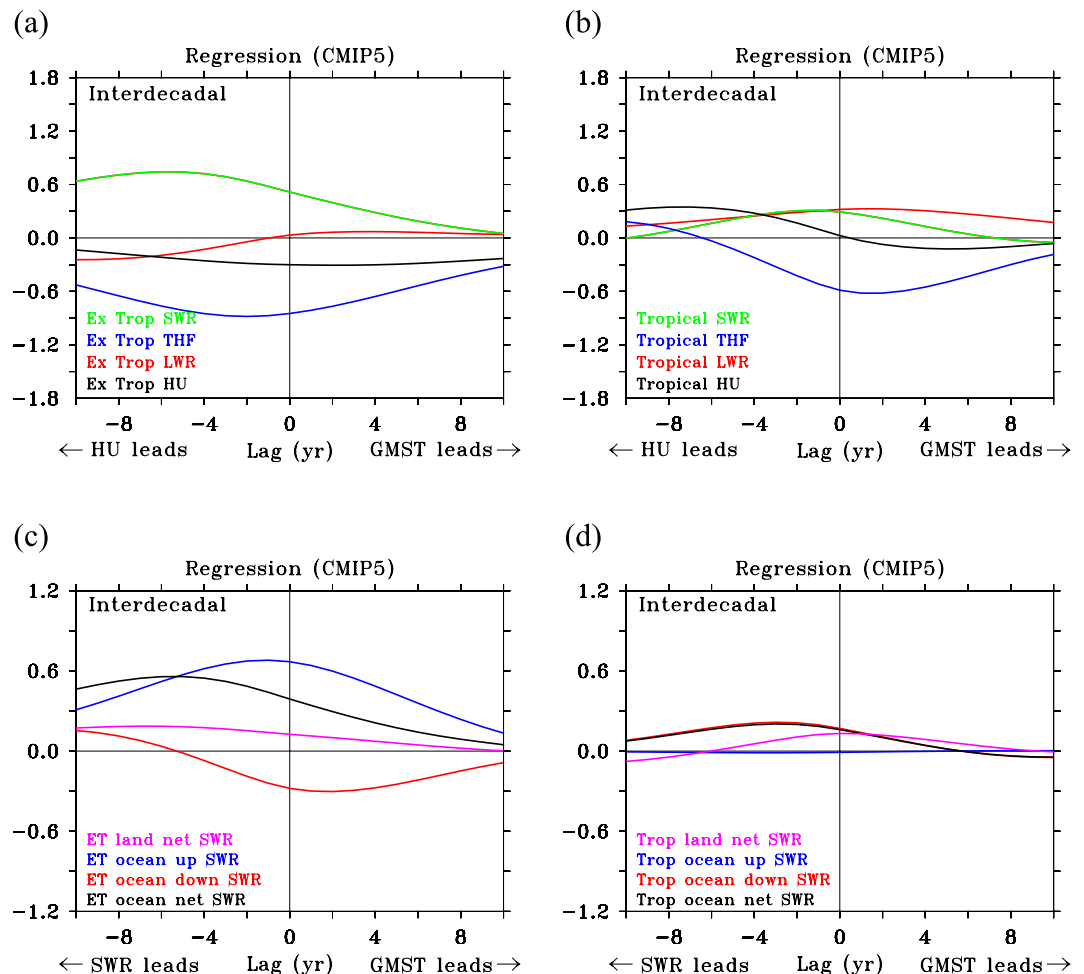 (a)
Regression (CMIP5)
Interdecadal
1.8
1.2
0.6
0.0
−0.6
−1.2
−1.8
Ex Trop SWR
Ex Trop THF
Ex Trop LWR
Ex Trop HU
−8 −4 0 4 8
← HU leads Lag (yr) GMST leads →
(b)
Regression (CMIP5)
Interdecadal
1.8
1.2
0.6
0.0
−0.6
−1.2
−1.8
Tropical SWR
Tropical THF
Tropical LWR
Tropical HU
−8 −4 0 4 8
← HU leads Lag (yr) GMST leads →
(c)
Regression (CMIP5)
Interdecadal
1.2
0.6
0.0
−0.6
−1.2
ET land net SWR
ET ocean up SWR
ET ocean down SWR
ET ocean net SWR
−8 −4 0 4 8
← SWR leads Lag (yr) GMST leads →
(d)
Regression (CMIP5)
Interdecadal
1.2
0.6
0.0
−0.6
−1.2
Trop land net SWR
Trop ocean up SWR
Trop ocean down SWR
Trop ocean net SWR
−8 −4 0 4 8
← SWR leads Lag (yr) GMST leads →